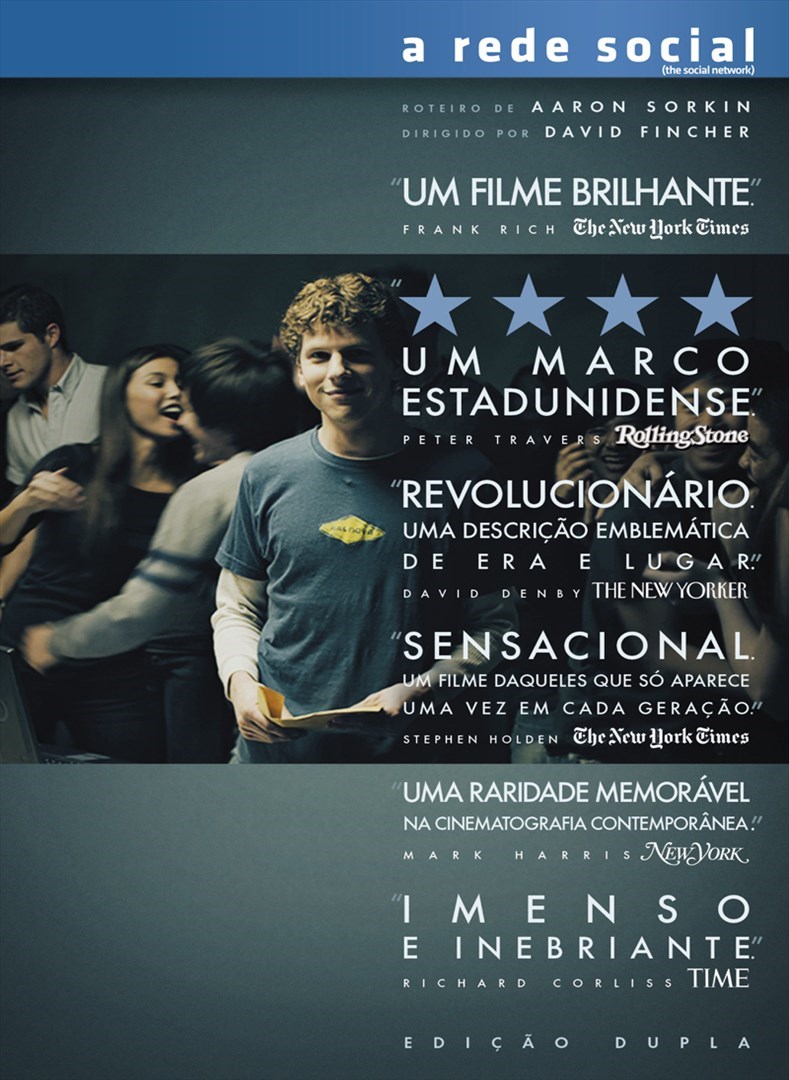 a rede social
(the social network)
ROTEIRO DE AARON SORKIN
DIRIGIDO POR DAVID FINCHER
"UM FILME BRILHANTE."
FRANK RICH The New York Times
"★ ★ ★ ★
UM MARCO
ESTADUNIDENSE."
PETER TRAVERS RollingStone
"REVOLUCIONÁRIO.
UMA DESCRIÇÃO EMBLEMÁTICA
DE ERA E LUGAR."
DAVID DENBY THE NEW YORKER
"SENSACIONAL.
UM FILME DAQUELES QUE SÓ APARECE
UMA VEZ EM CADA GERAÇÃO."
STEPHEN HOLDEN The New York Times
"UMA RARIDADE MEMORÁVEL
NA CINEMATOGRAFIA CONTEMPORÂNEA."
MARK HARRIS NEW YORK
"IMENSO
E INEBRIANTE."
RICHARD CORLISS TIME
EDIÇÃO DUPLA